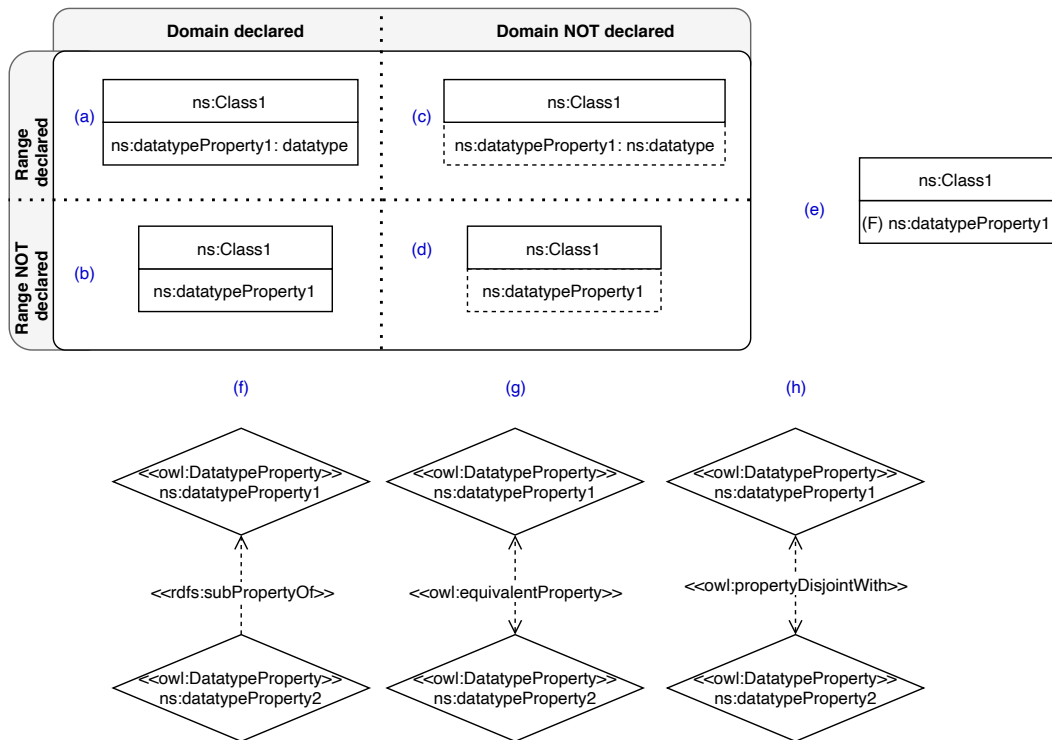 Domain declared
Domain NOT declared
Range
declared
(a)
ns:Class1
ns:datatypeProperty1: datatype
(c)
ns:Class1
ns:datatypeProperty1: ns:datatype
Range NOT
declared
(b)
ns:Class1
ns:datatypeProperty1
(d)
ns:Class1
ns:datatypeProperty1
(e)
ns:Class1
(F) ns:datatypeProperty1
(f)
(g)
(h)
<<owl:DatatypeProperty>>
ns:datatypeProperty1
<<owl:DatatypeProperty>>
ns:datatypeProperty1
<<owl:DatatypeProperty>>
ns:datatypeProperty1
<<rdfs:subPropertyOf>>
<<owl:equivalentProperty>>
<<owl:propertyDisjointWith>>
<<owl:DatatypeProperty>>
ns:datatypeProperty2
<<owl:DatatypeProperty>>
ns:datatypeProperty2
<<owl:DatatypeProperty>>
ns:datatypeProperty2